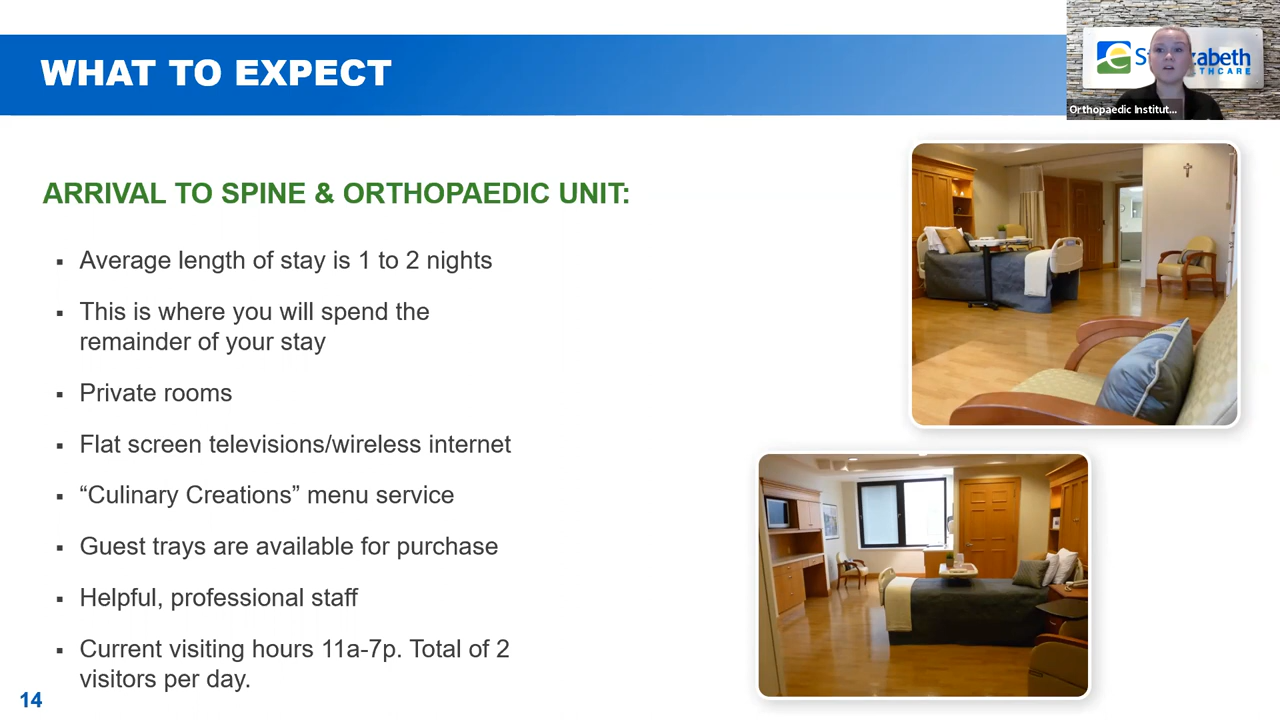 WHAT TO EXPECT
Orthopaedic Institut...
ARRIVAL TO SPINE & ORTHOPAEDIC UNIT:
▪ Average length of stay is 1 to 2 nights
▪ This is where you will spend the
remainder of your stay
▪ Private rooms
▪ Flat screen televisions/wireless internet
▪ “Culinary Creations” menu service
▪ Guest trays are available for purchase
▪ Helpful, professional staff
▪ Current visiting hours 11a-7p. Total of 2
visitors per day.
14